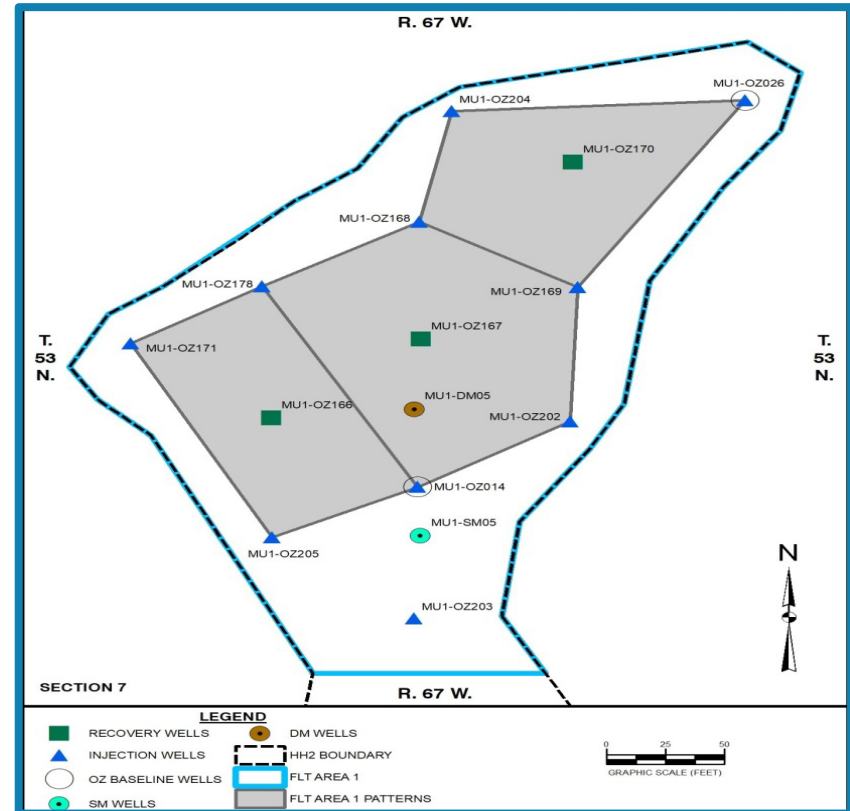 R. 67 W.
MU1-OZ026
MU1-OZ204
MU1-OZ170
MU1-OZ168
MU1-OZ178
MU1-OZ169
T.
53
N.
MU1-OZ171
MU1-OZ167
T.
53
N.
MU1-DM05
MU1-OZ166
MU1-OZ202
MU1-OZ014
MU1-SM05
MU1-OZ205
N
MU1-OZ203
SECTION 7
R. 67 W.
LEGEND
RECOVERY WELLS
DM WELLS
INJECTION WELLS
HH2 BOUNDARY
OZ BASELINE WELLS
FLT AREA 1
SM WELLS
FLT AREA 1 PATTERNS
0 25 50
GRAPHIC SCALE (FEET)